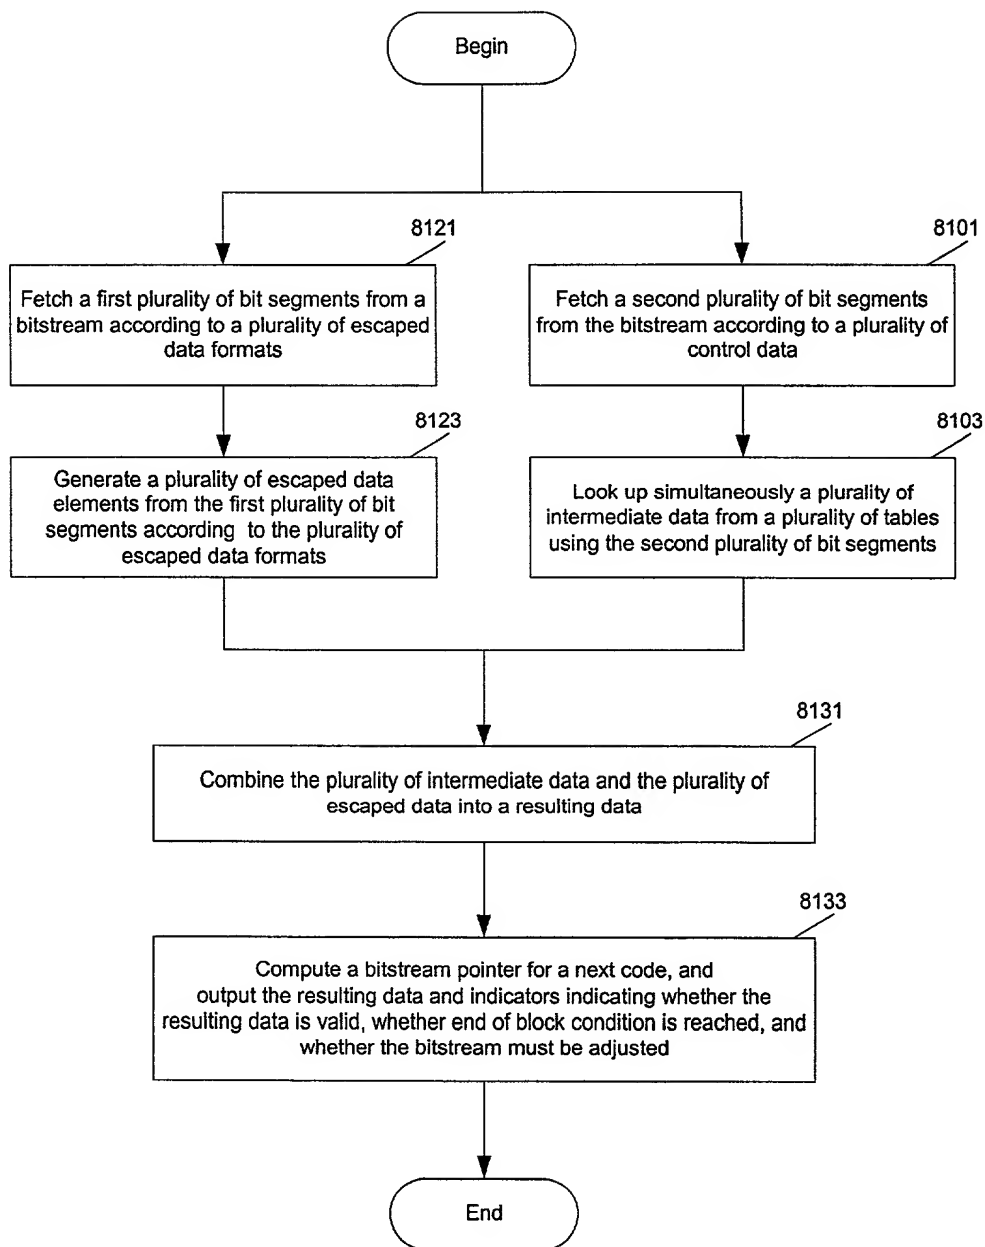 Begin
8121
Fetch a first plurality of bit segments from a
bitstream according to a plurality of escaped
data formats
8101
Fetch a second plurality of bit segments
from the bitstream according to a plurality of
control data
8123
Generate a plurality of escaped data
elements from the first plurality of bit
segments according to the plurality of
escaped data formats
8103
Look up simultaneously a plurality of
intermediate data from a plurality of tables
using the second plurality of bit segments
8131
Combine the plurality of intermediate data and the plurality of
escaped data into a resulting data
8133
Compute a bitstream pointer for a next code, and
output the resulting data and indicators indicating whether the
resulting data is valid, whether end of block condition is reached, and
whether the bitstream must be adjusted
End